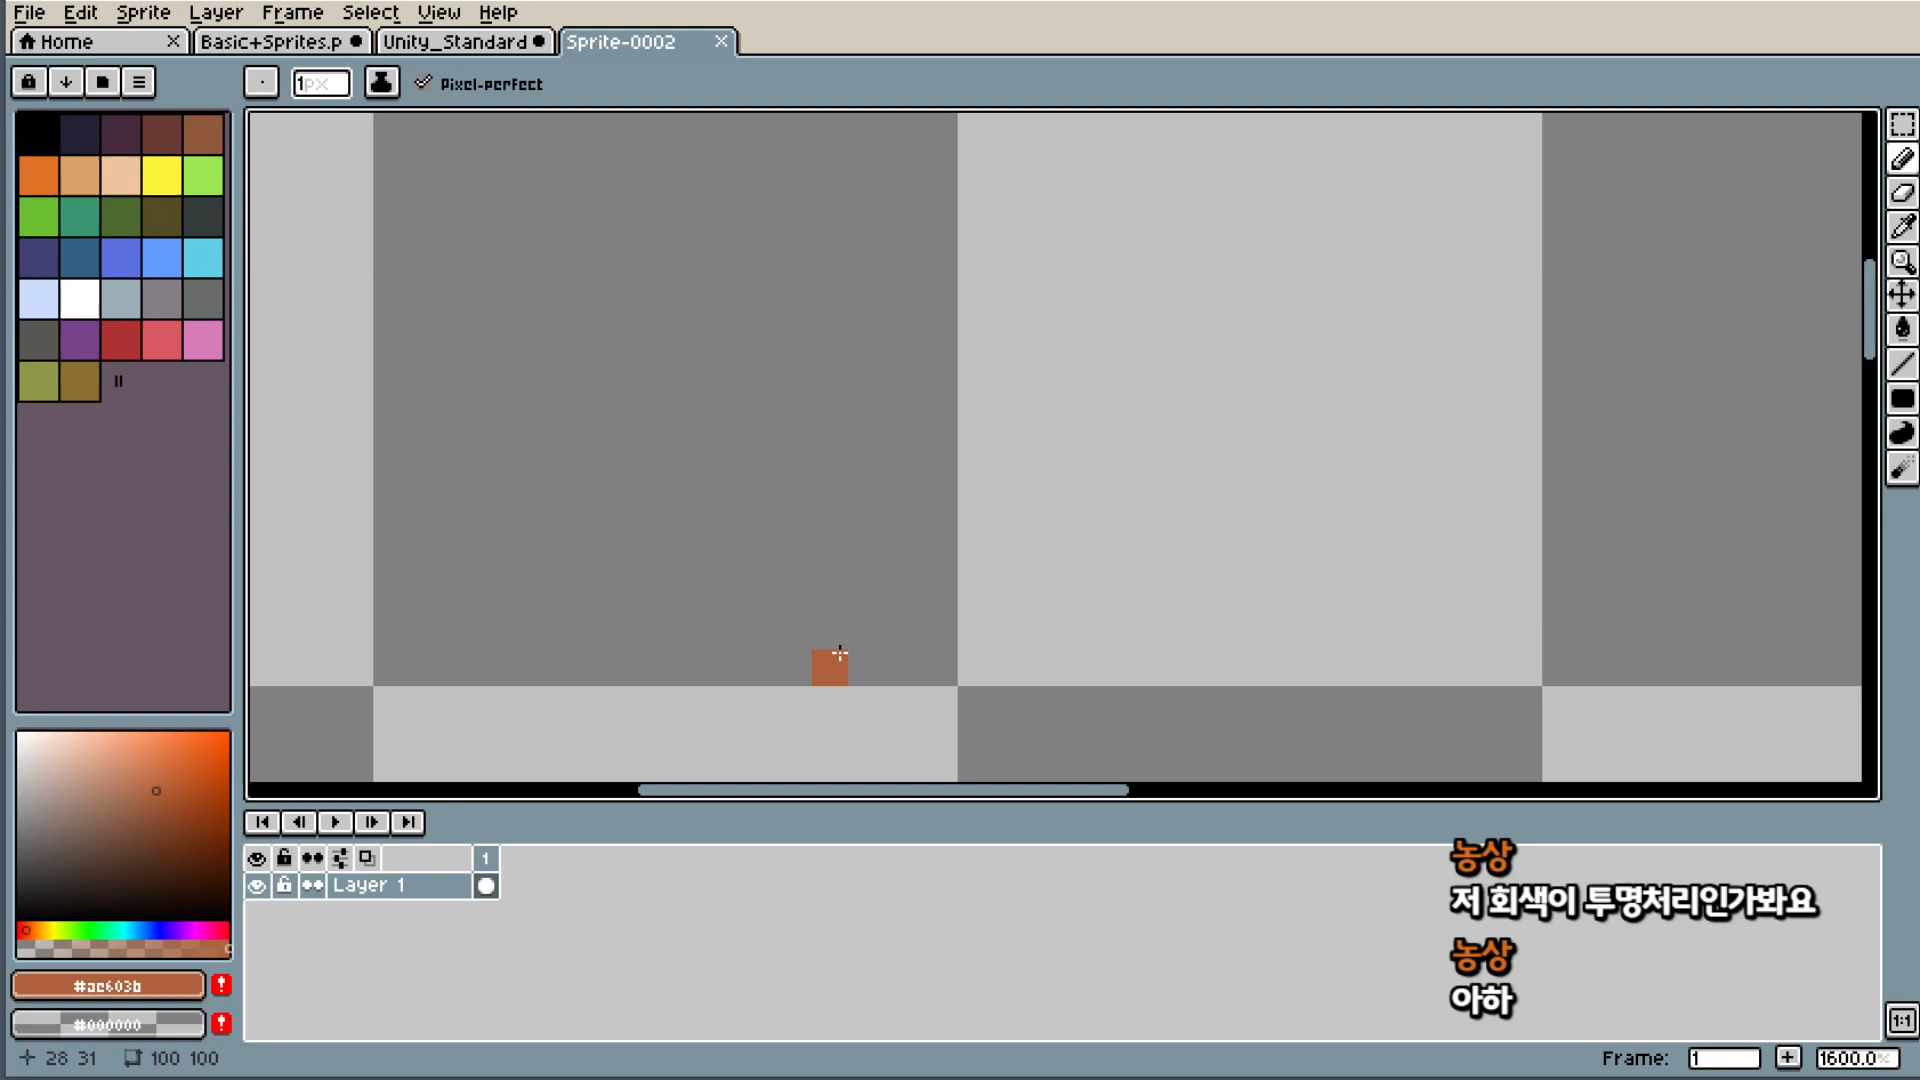 File Edit Sprite Layer Frame Select View Help
Home Basic+Sprites.p Unity_Standard Sprite-0002
1px Pixel-perfect
1
Layer 1
농상
저 회색이 투명처리인가봐요
농상
아하
#ac603b
#000000
1:1
28 31 100 100
Frame: 1 1600.0%